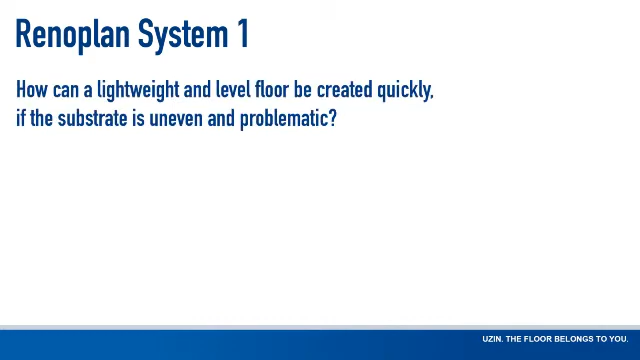 Renoplan System 1
How can a lightweight and level floor be created quickly,
if the substrate is uneven and problematic?
UZIN. THE FLOOR BELONGS TO YOU.